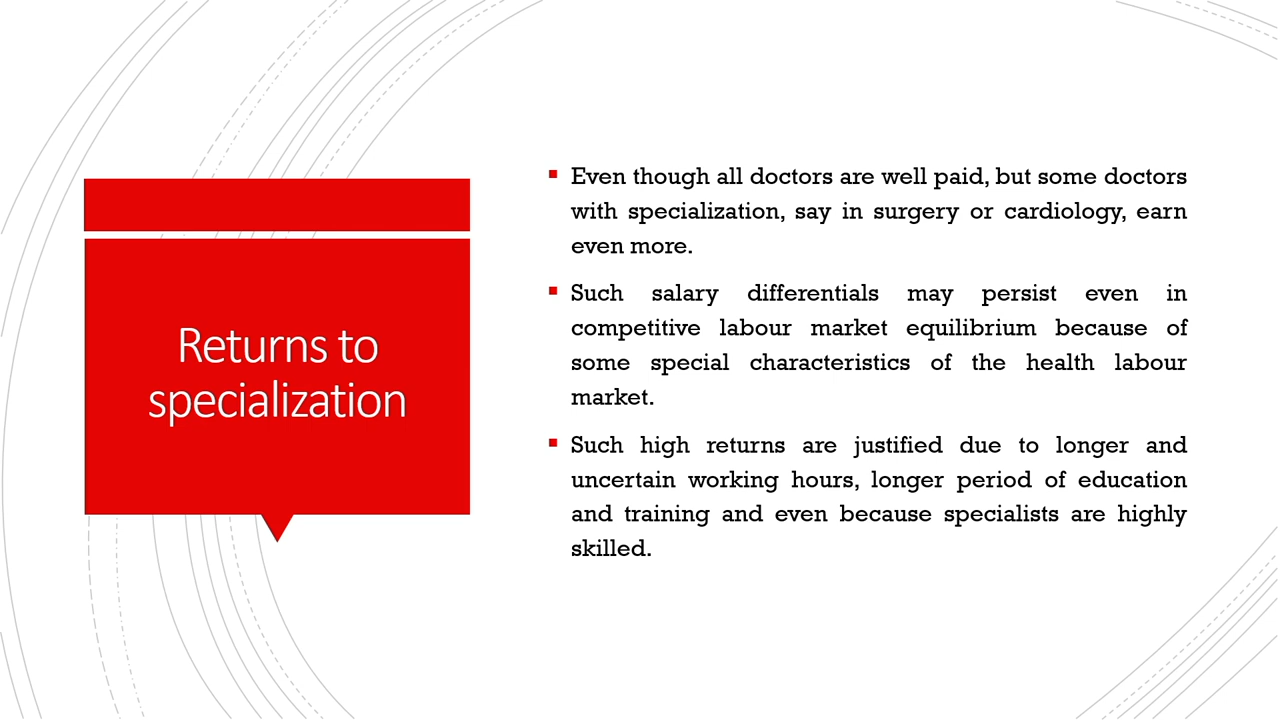 Returns to
specialization
Even though all doctors are well paid, but some doctors
with specialization, say in surgery or cardiology, earn
even more.
Such salary differentials may persist even in
competitive labour market equilibrium because of
some special characteristics of the health labour
market.
Such high returns are justified due to longer and
uncertain working hours, longer period of education
and training and even because specialists are highly
skilled.